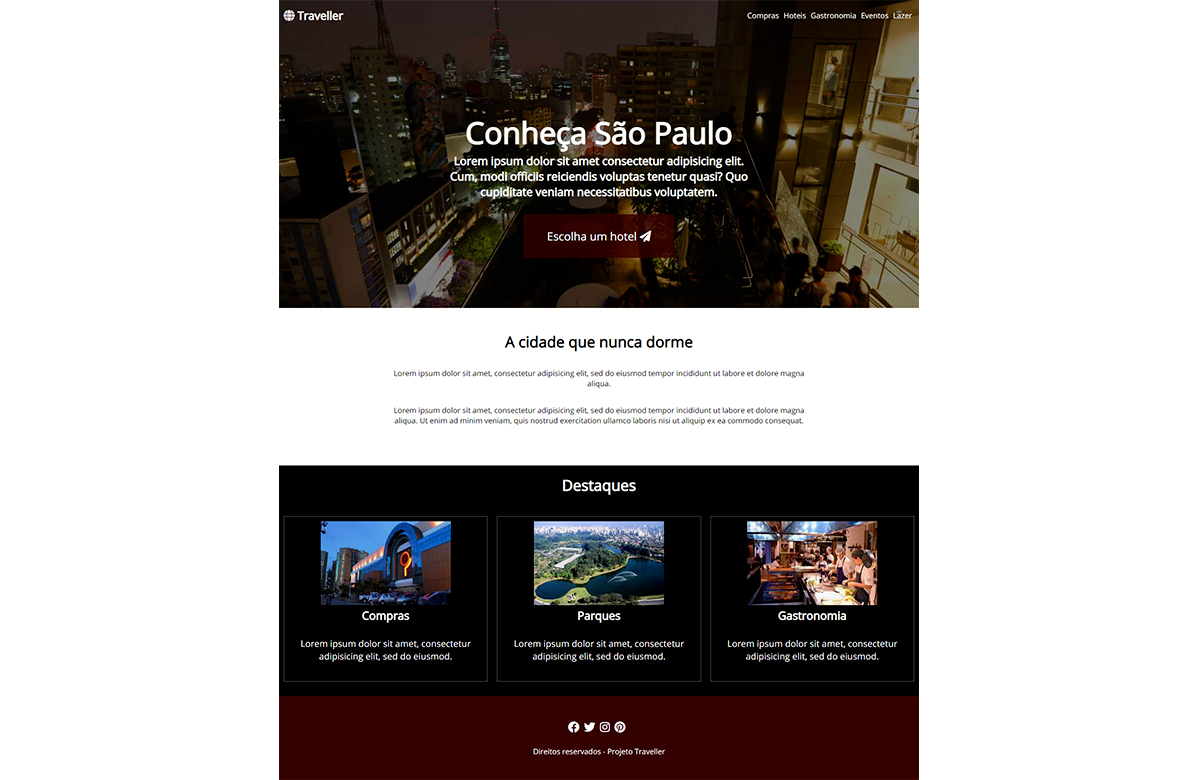 Traveller
Compras Hoteis Gastronomia Eventos Lazer
Conheça São Paulo
Lorem ipsum dolor sit amet consectetur adipisicing elit.
Cum, modi officiis reiciendis voluptas tenetur quasi? Quo
cupiditate veniam necessitatibus voluptatem.
Escolha um hotel
A cidade que nunca dorme
Lorem ipsum dolor sit amet, consectetur adipisicing elit, sed do eiusmod tempor incididunt ut labore et dolore magna
aliqua.
Lorem ipsum dolor sit amet, consectetur adipisicing elit, sed do eiusmod tempor incididunt ut labore et dolore magna
aliqua. Ut enim ad minim veniam, quis nostrud exercitation ullamco laboris nisi ut aliquip ex ea commodo consequat.
Destaques
Compras
Lorem ipsum dolor sit amet, consectetur
adipisicing elit, sed do eiusmod.
Parques
Lorem ipsum dolor sit amet, consectetur
adipisicing elit, sed do eiusmod.
Gastronomia
Lorem ipsum dolor sit amet, consectetur
adipisicing elit, sed do eiusmod.
Direitos reservados - Projeto Traveller